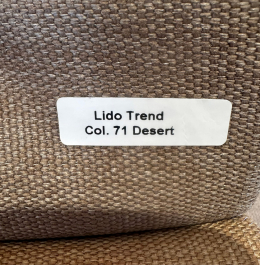 Lido Trend
Col. 71 Desert